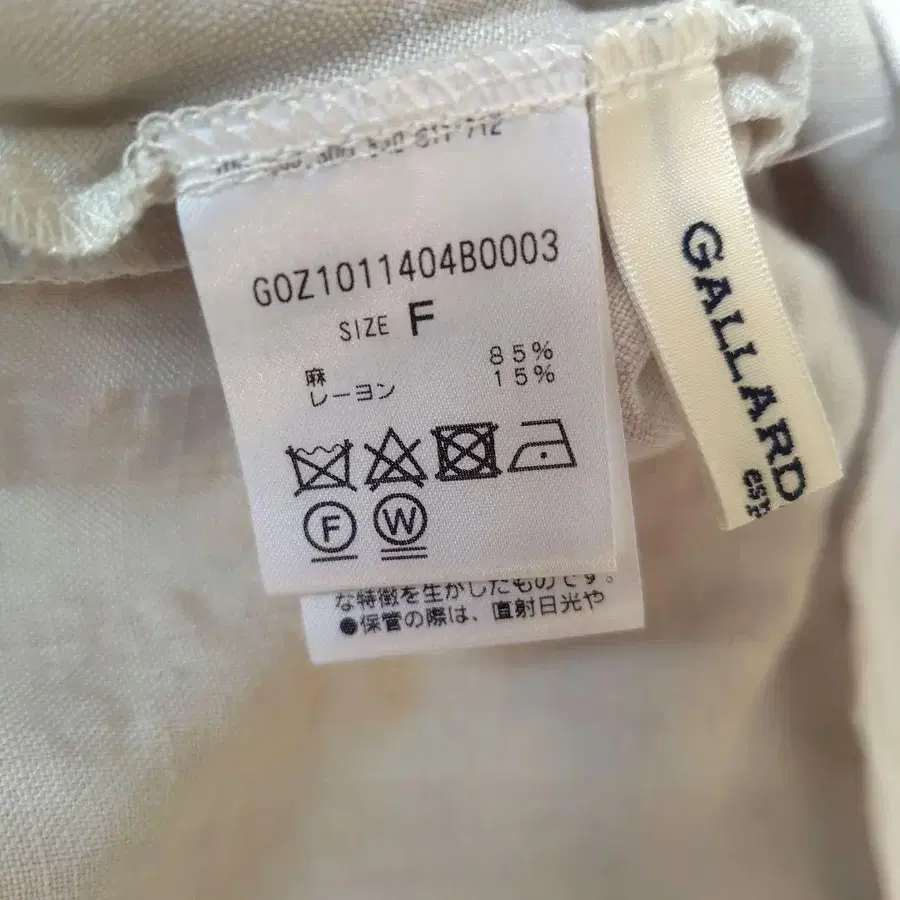 G0Z1011404B0003
SIZE F
麻 85%
レーヨン 15%
F W
な特徴を生かしたものです。
●保管の際は、直射日光や
GALLARD